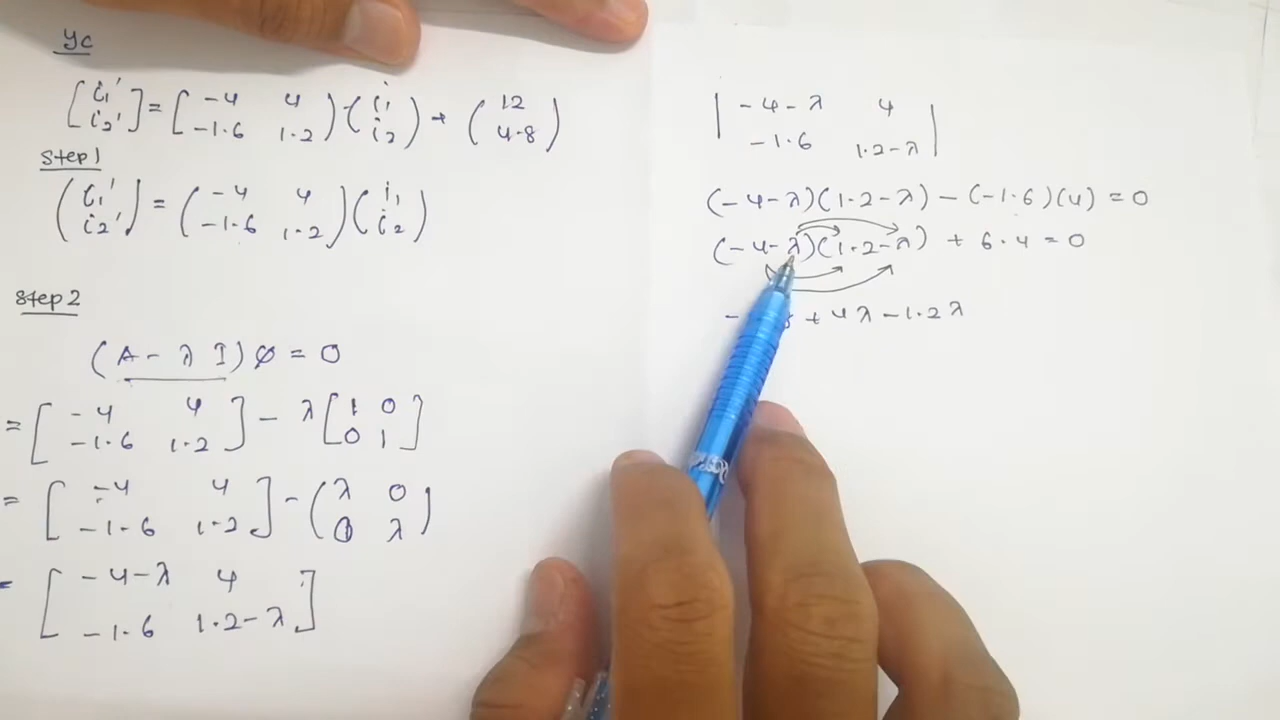 yc
[i₁' i₂'] = [-4 4 -1.6 1.2) (i₁ i₂) + (12 4.8)
Step 1
(i₁' i₂') = (-4 4 -1.6 1.2) (i₁ i₂)
Step 2
(A - λ I) φ = 0
= [-4 4 -1.6 1.2] - λ [1 0 0 1]
= [-4 4 -1.6 1.2] - (λ 0 0 λ)
= [-4-λ 4 -1.6 1.2-λ]
| -4-λ 4 -1.6 1.2-λ |
(-4-λ)(1.2-λ) - (-1.6)(4) = 0
(-4-λ)(1.2-λ) + 6.4 = 0
- + 4λ - 1.2λ